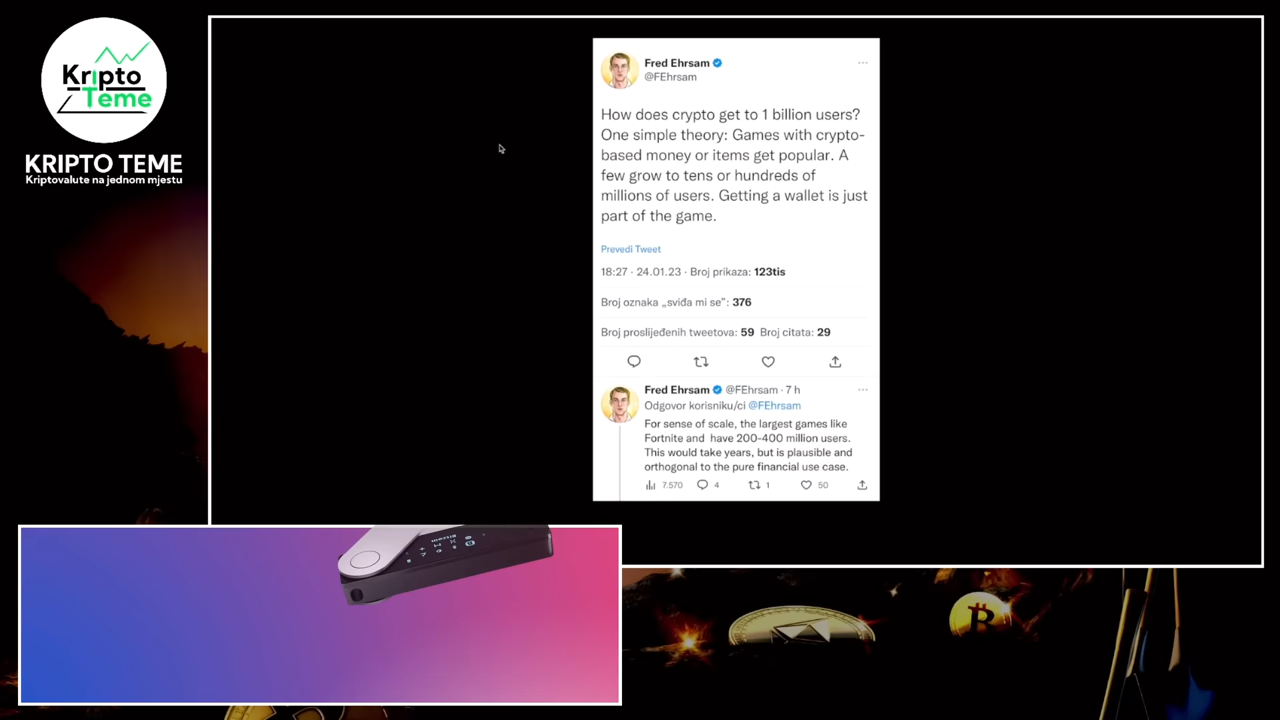 Kripto
Teme
KRIPTO TEME
Kriptovalute na jednom mjestu
Fred Ehrsam
@FEhrsam
How does crypto get to 1 billion users?
One simple theory: Games with crypto-
based money or items get popular. A
few grow to tens or hundreds of
millions of users. Getting a wallet is just
part of the game.
Prevedi Tweet
18:27 · 24.01.23 · Broj prikaza: 123tis
Broj oznaka „sviđa mi se”: 376
Broj proslijeđenih tweetova: 59 Broj citata: 29
Fred Ehrsam @FEhrsam · 7 h
Odgovor korisniku/ci @FEhrsam
For sense of scale, the largest games like
Fortnite and have 200-400 million users.
This would take years, but is plausible and
orthogonal to the pure financial use case.
7.570 4 1 50
Bitcoin